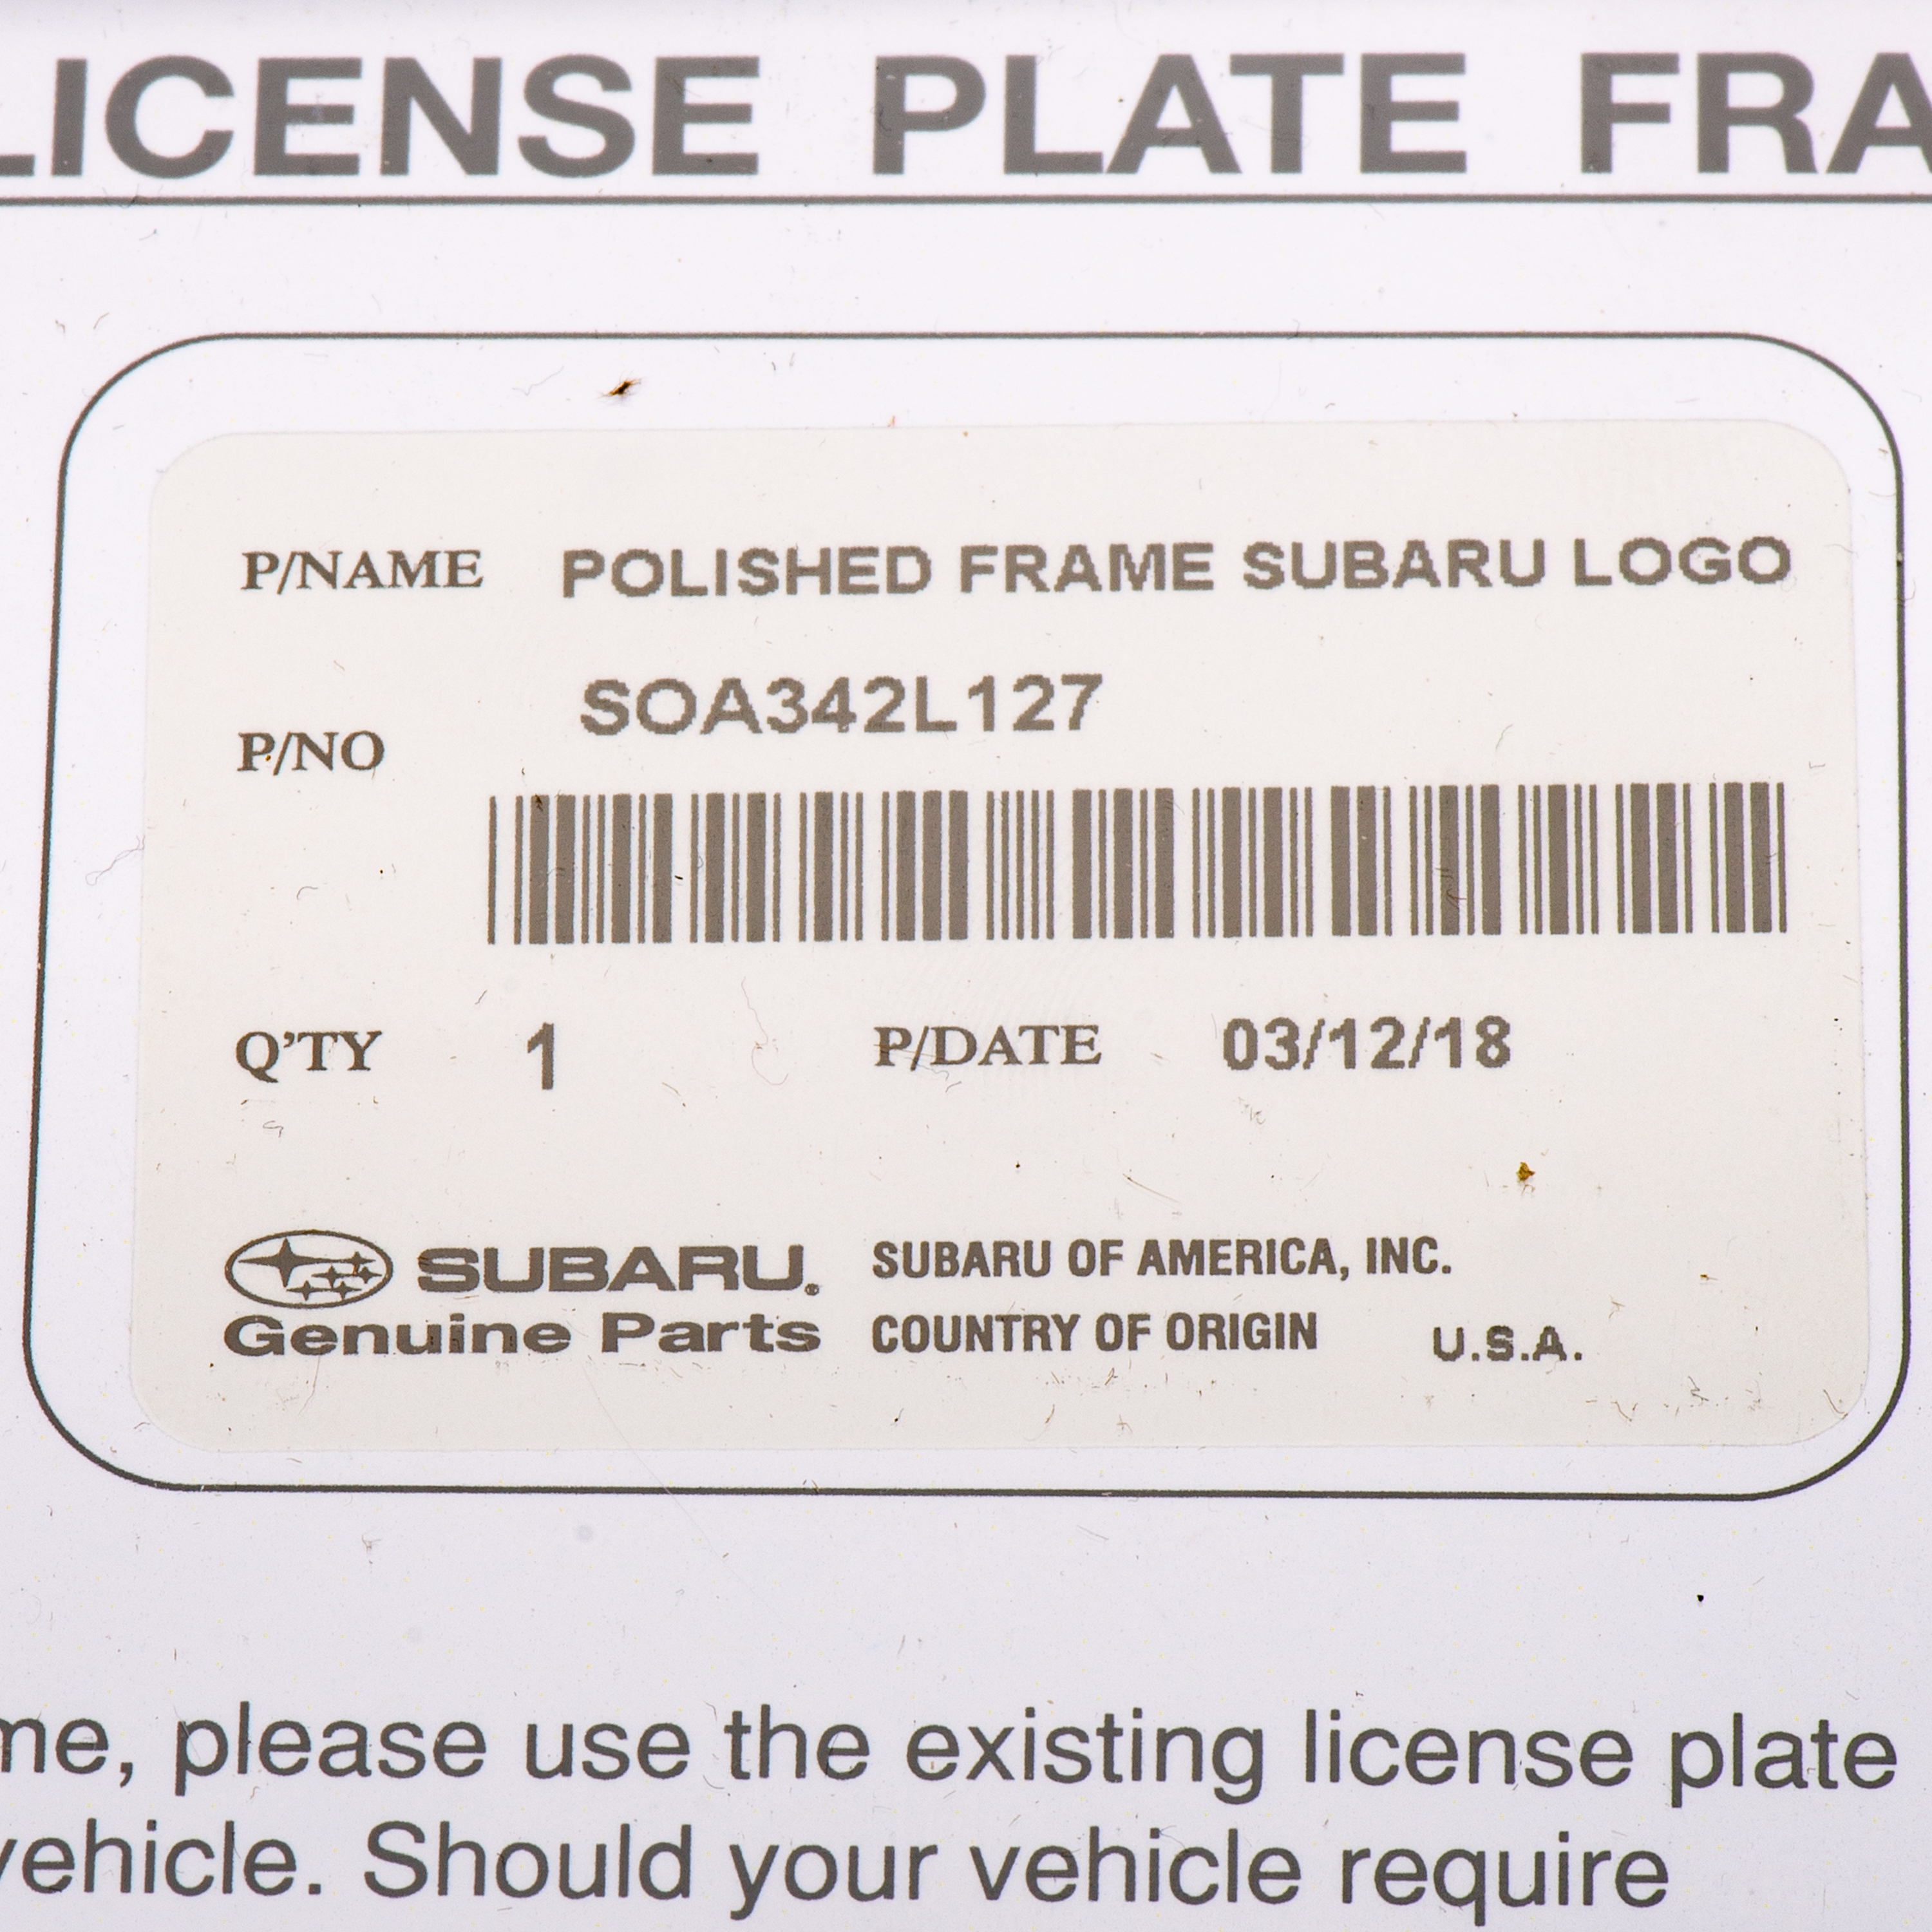 LICENSE PLATE FRA
P/NAME POLISHED FRAME SUBARU LOGO
P/NO SOA342L127
Q'TY 1 P/DATE 03/12/18
SUBARU. SUBARU OF AMERICA, INC.
Genuine Parts COUNTRY OF ORIGIN U.S.A.
me, please use the existing license plate
vehicle. Should your vehicle require